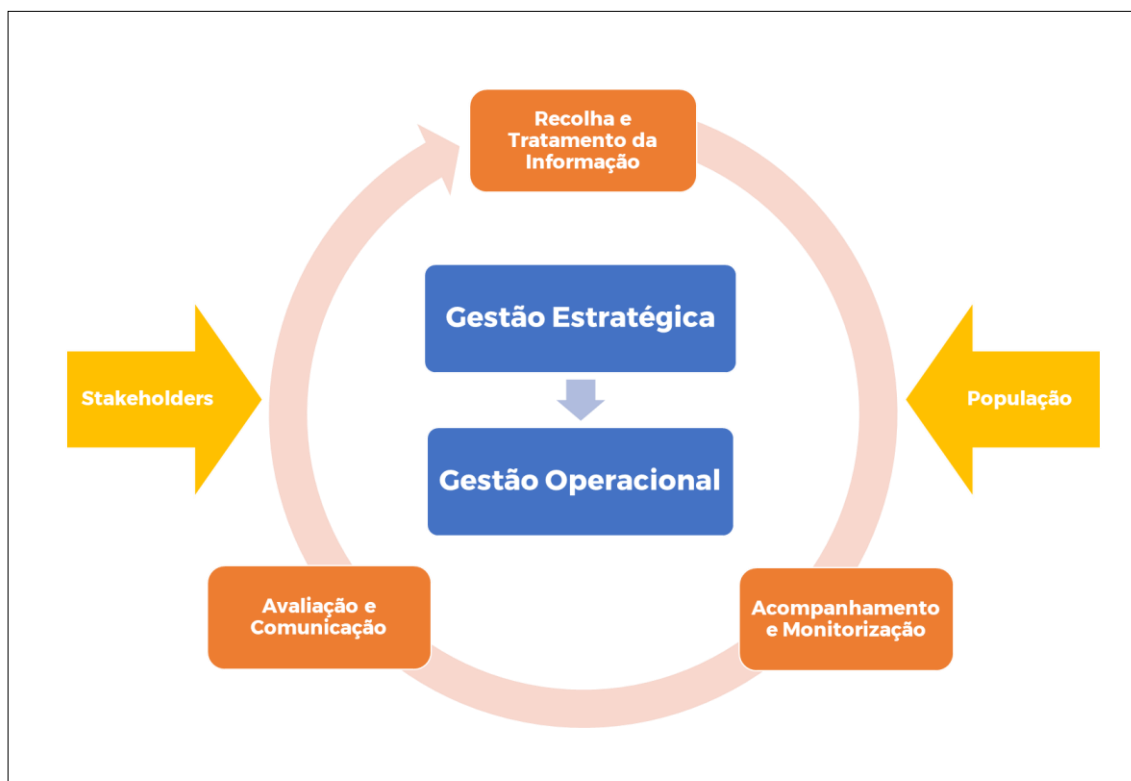 Recolha e
Tratamento da
Informação
Gestão Estratégica
Stakeholders
População
Gestão Operacional
Avaliação e
Comunicação
Acompanhamento
e Monitorização